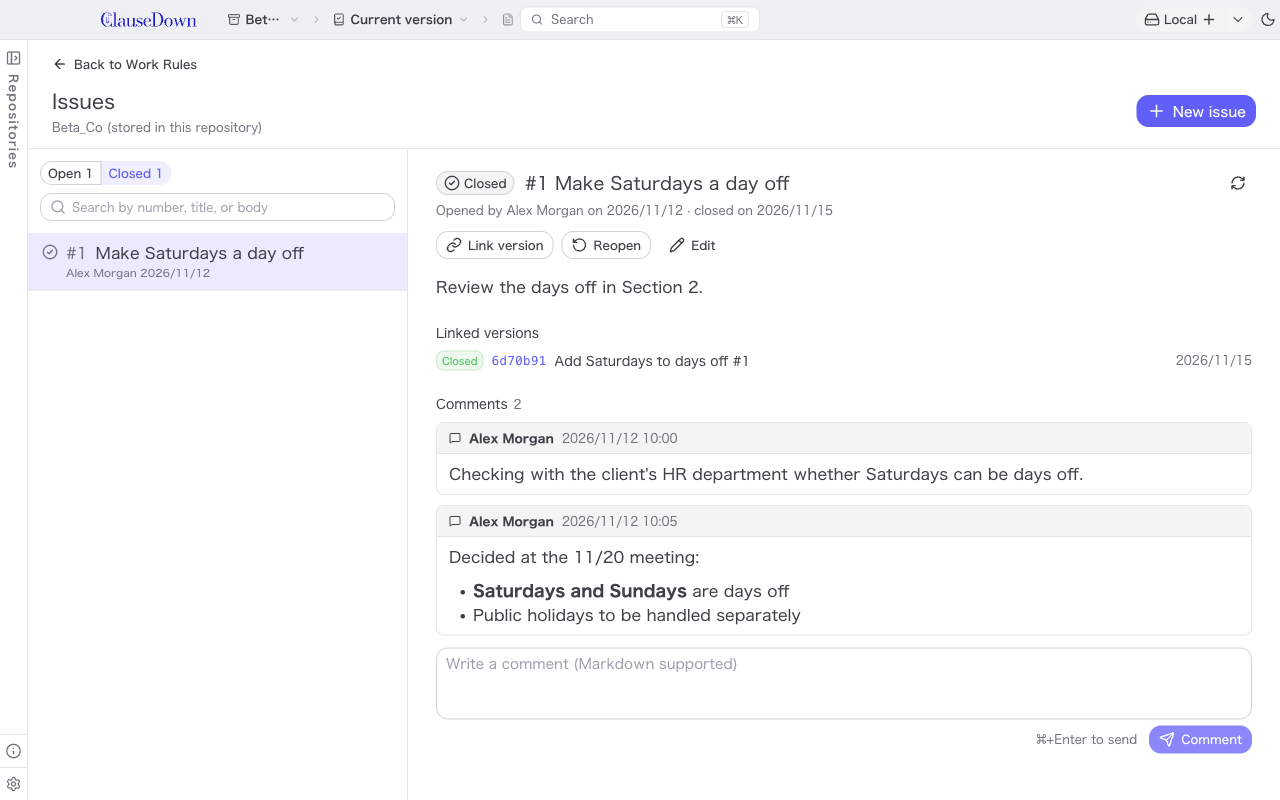 ClauseDown
Bet···
Current version
Search
⌘K
Local
Repositories
Back to Work Rules
Issues
Beta_Co (stored in this repository)
New issue
Open 1
Closed 1
Search by number, title, or body
#1 Make Saturdays a day off
Alex Morgan 2026/11/12
Closed
#1 Make Saturdays a day off
Opened by Alex Morgan on 2026/11/12 · closed on 2026/11/15
Link version
Reopen
Edit
Review the days off in Section 2.
Linked versions
Closed 6d70b91 Add Saturdays to days off #1 2026/11/15
Comments 2
Alex Morgan 2026/11/12 10:00
Checking with the client's HR department whether Saturdays can be days off.
Alex Morgan 2026/11/12 10:05
Decided at the 11/20 meeting:
• Saturdays and Sundays are days off
• Public holidays to be handled separately
Write a comment (Markdown supported)
⌘+Enter to send
Comment